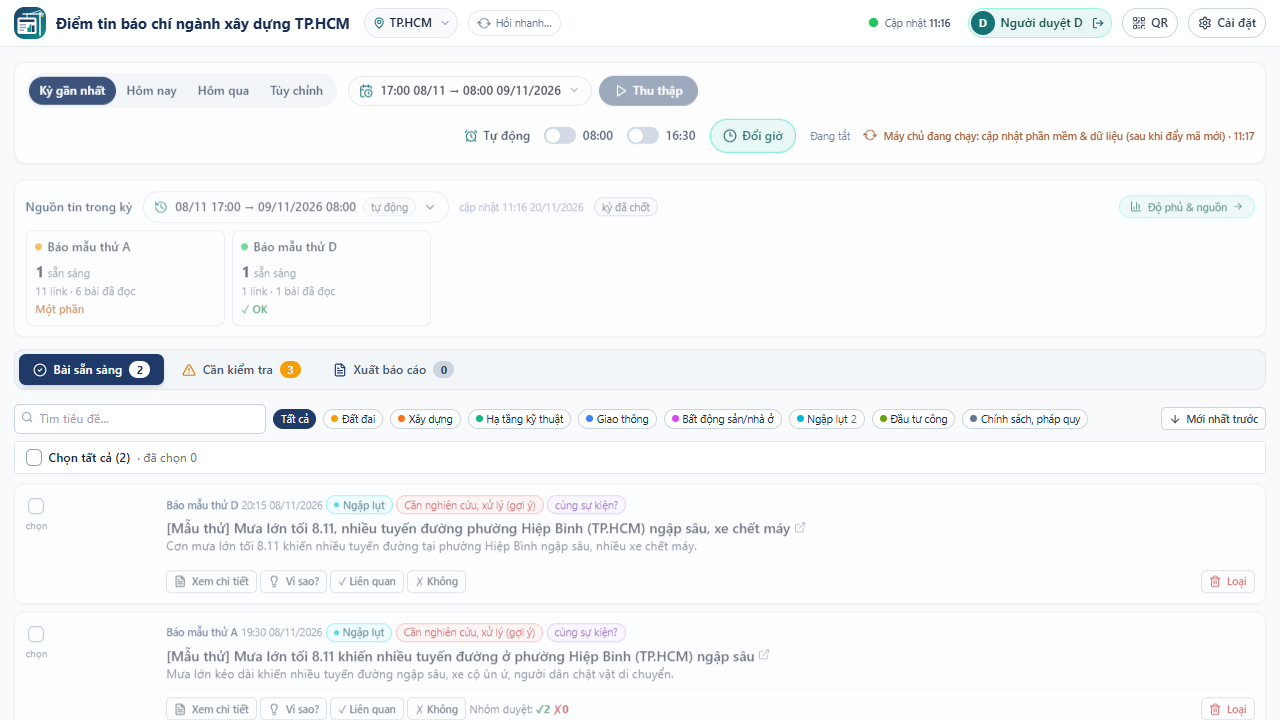 Điểm tin báo chí ngành xây dựng TP.HCM
TP.HCM
Hỏi nhanh...
Cập nhật 11:16
D Người duyệt D
QR
Cài đặt
Kỳ gần nhất
Hôm nay
Hôm qua
Tùy chỉnh
17:00 08/11 → 08:00 09/11/2026
Thu thập
Tự động
08:00
16:30
Đổi giờ
Đang tắt
Máy chủ đang chạy: cập nhật phần mềm & dữ liệu (sau khi đẩy mã mới) · 11:17
Nguồn tin trong kỳ
08/11 17:00 → 09/11/2026 08:00 tự động
cập nhật 11:16 20/11/2026
kỳ đã chốt
Độ phủ & nguồn →
Báo mẫu thử A
1 sẵn sàng
11 link · 6 bài đã đọc
Một phần
Báo mẫu thử D
1 sẵn sàng
1 link · 1 bài đã đọc
✓ OK
Bài sẵn sàng 2
Cần kiểm tra 3
Xuất báo cáo 0
Tìm tiêu đề...
Tất cả
Đất đai
Xây dựng
Hạ tầng kỹ thuật
Giao thông
Bất động sản/nhà ở
Ngập lụt 2
Đầu tư công
Chính sách, pháp quy
↓ Mới nhất trước
Chọn tất cả (2) · đã chọn 0
chọn
Báo mẫu thử D 20:15 08/11/2026 Ngập lụt Cần nghiên cứu, xử lý (gợi ý) cùng sự kiện?
[Mẫu thử] Mưa lớn tối 8.11, nhiều tuyến đường phường Hiệp Bình (TP.HCM) ngập sâu, xe chết máy
Cơn mưa lớn tối 8.11 khiến nhiều tuyến đường tại phường Hiệp Bình ngập sâu, nhiều xe chết máy.
Xem chi tiết
Vì sao?
✓ Liên quan
✗ Không
Loại
chọn
Báo mẫu thử A 19:30 08/11/2026 Ngập lụt Cần nghiên cứu, xử lý (gợi ý) cùng sự kiện?
[Mẫu thử] Mưa lớn tối 8.11 khiến nhiều tuyến đường ở phường Hiệp Bình (TP.HCM) ngập sâu
Mưa lớn kéo dài khiến nhiều tuyến đường ngập sâu, xe cộ ùn ứ, người dân chật vật di chuyển.
Xem chi tiết
Vì sao?
✓ Liên quan
✗ Không
Nhóm duyệt: ✓2 ✗0
Loại